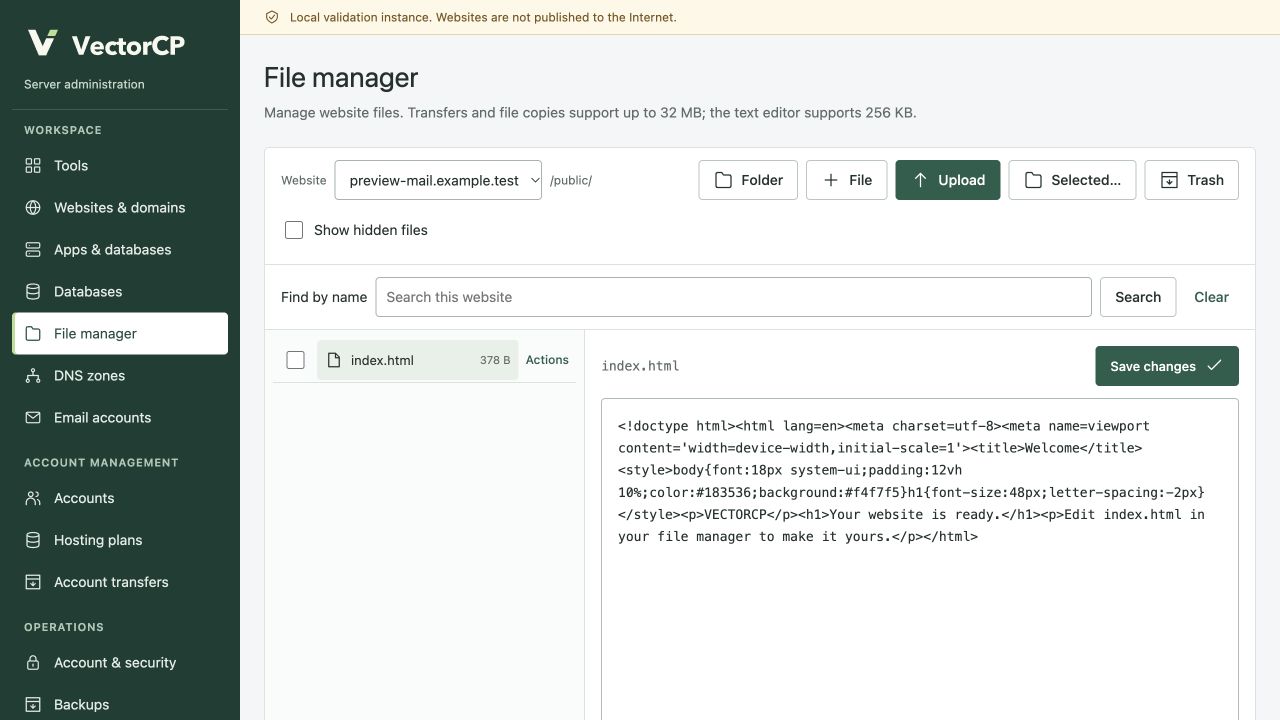 VectorCP
Server administration
WORKSPACE
Tools
Websites & domains
Apps & databases
Databases
File manager
DNS zones
Email accounts
ACCOUNT MANAGEMENT
Accounts
Hosting plans
Account transfers
OPERATIONS
Account & security
Backups
Local validation instance. Websites are not published to the Internet.
File manager
Manage website files. Transfers and file copies support up to 32 MB; the text editor supports 256 KB.
Website preview-mail.example.test /public/ Folder File Upload Selected... Trash
Show hidden files
Find by name Search this website Search Clear
index.html 378 B Actions
index.html Save changes
<!doctype html><html lang=en><meta charset=utf-8><meta name=viewport
content='width=device-width,initial-scale=1'><title>Welcome</title>
<style>body{font:18px system-ui;padding:12vh
10%;color:#183536;background:#f4f7f5}h1{font-size:48px;letter-spacing:-2px}
</style><p>VECTORCP</p><h1>Your website is ready.</h1><p>Edit index.html in
your file manager to make it yours.</p></html>